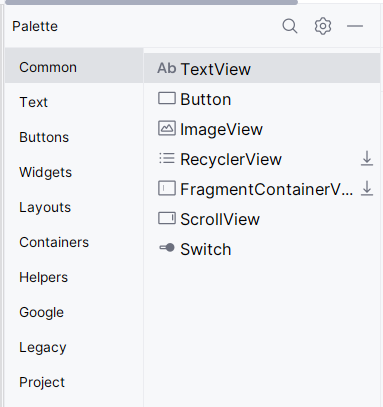 Palette
Common
Text
Buttons
Widgets
Layouts
Containers
Helpers
Google
Legacy
Project
Ab TextView
Button
ImageView
RecyclerView
FragmentContainerV...
ScrollView
Switch